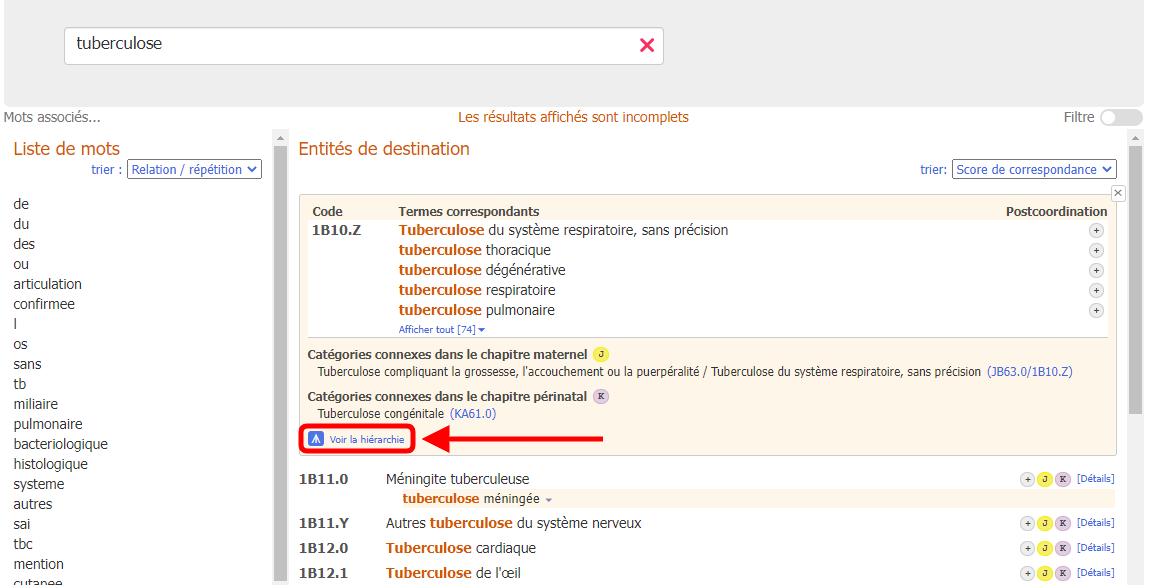 tuberculose
Mots associés...
Les résultats affichés sont incomplets
Filtre
Liste de mots
trier : Relation / répétition
de
du
des
ou
articulation
confirmee
l
os
sans
tb
miliaire
pulmonaire
bacteriologique
histologique
systeme
autres
sai
tbc
mention
cutanee
Entités de destination
trier: Score de correspondance
Code Termes correspondants Postcoordination
1B10.Z Tuberculose du système respiratoire, sans précision +
tuberculose thoracique +
tuberculose dégénérative +
tuberculose respiratoire +
tuberculose pulmonaire +
Afficher tout [74]
Catégories connexes dans le chapitre maternel J
Tuberculose compliquant la grossesse, l'accouchement ou la puerpéralité / Tuberculose du système respiratoire, sans précision (JB63.0/1B10.Z)
Catégories connexes dans le chapitre périnatal K
Tuberculose congénitale (KA61.0)
Voir la hiérarchie
1B11.0 Méningite tuberculeuse + J K [Détails]
tuberculose méningée
1B11.Y Autres tuberculose du système nerveux + J K [Détails]
1B12.0 Tuberculose cardiaque + J K [Détails]
1B12.1 Tuberculose de l'œil + J K [Détails]